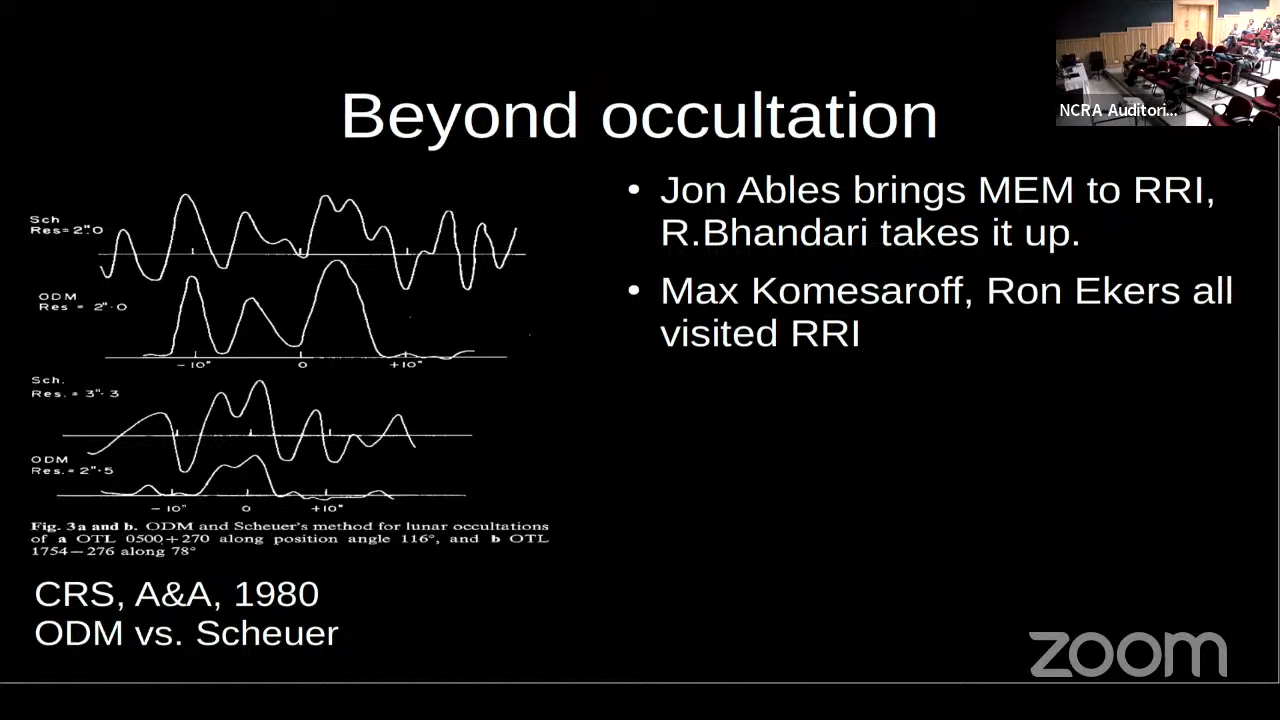 NCRA Auditori...
Beyond occultation
• Jon Ables brings MEM to RRI,
R.Bhandari takes it up.
• Max Komesaroff, Ron Ekers all
visited RRI
Sch
Res=2".0
ODM
Res = 2".0
-10" 0 +10"
Sch.
Res. = 3".3
ODM
Res. = 2".5
-10" 0 +10"
Fig. 3a and b. ODM and Scheuer's method for lunar occultations
of a OTL 0500+270 along position angle 116°, and b OTL
1754-276 along 78°
CRS, A&A, 1980
ODM vs. Scheuer
zoom